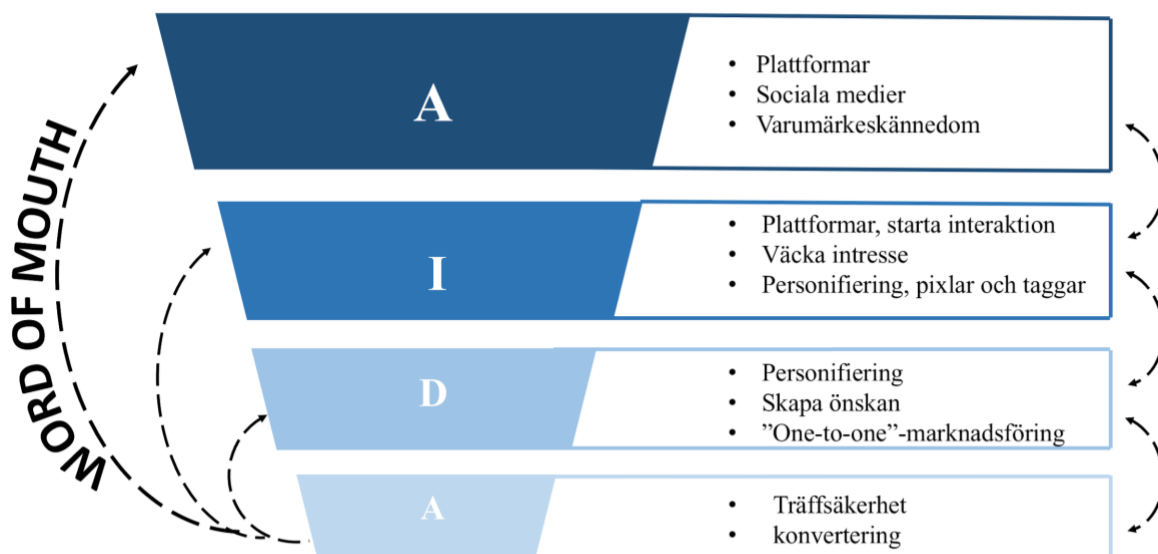 WORD OF MOUTH
A
• Plattformar
• Sociala medier
• Varumärkeskännedom
I
• Plattformar, starta interaktion
• Väcka intresse
• Personifiering, pixlar och taggar
D
• Personifiering
• Skapa önskan
• ”One-to-one”-marknadsföring
A
• Träffsäkerhet
• konvertering